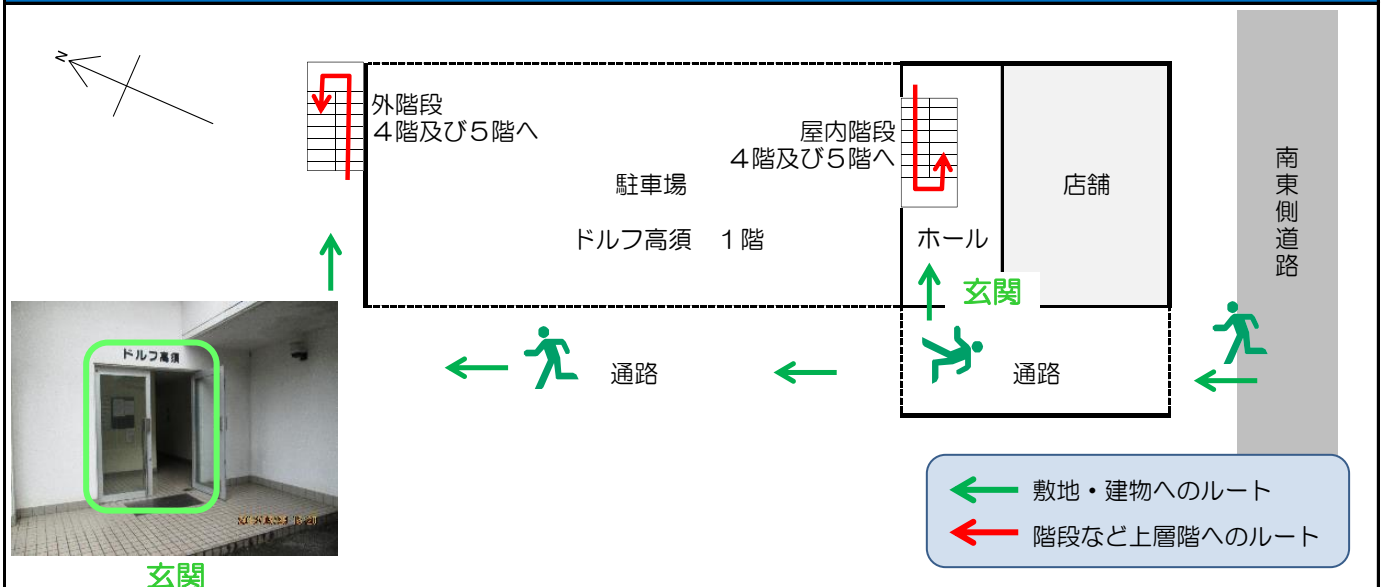 N
外階段
４階及び５階へ
屋内階段
４階及び５階へ
駐車場
店舗
南東側道路
ドルフ高須　１階
ホール
玄関
ドルフ高須
通路
通路
玄関
敷地・建物へのルート
階段など上層階へのルート